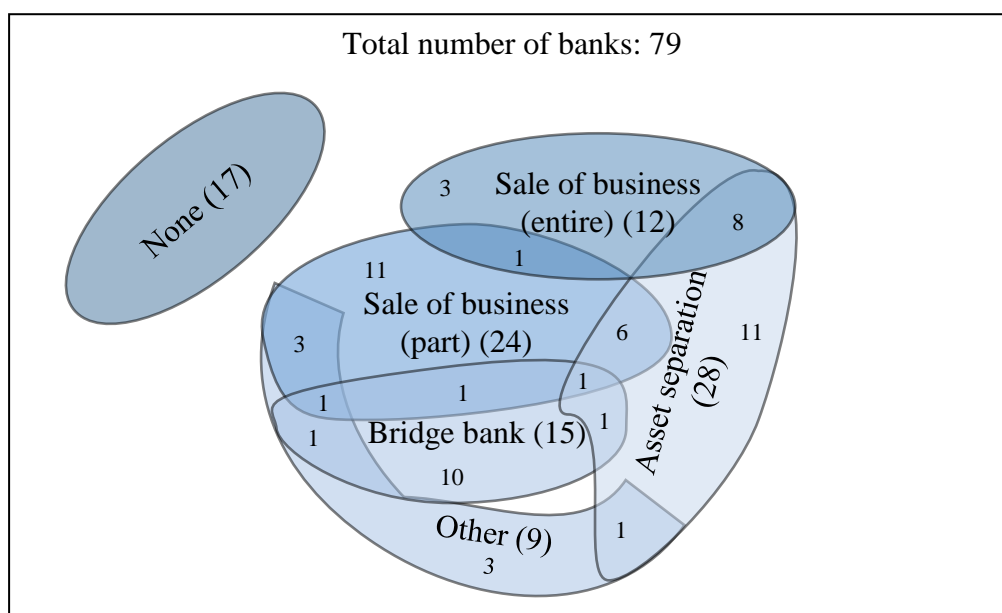 Total number of banks: 79
None (17)
3
Sale of business
(entire) (12)
8
1
11
Sale of business
(part) (24)
3
6
11
Asset separation
(28)
1
1
1
1
Bridge bank (15)
1
10
Other (9)
3
1